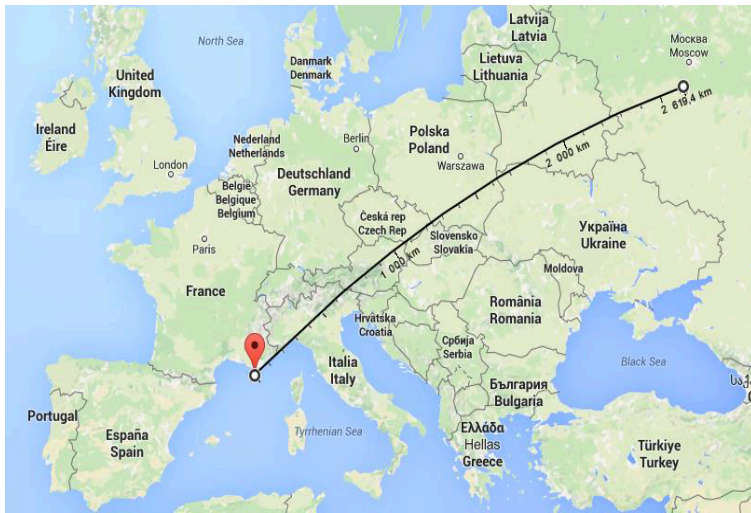 Latvija
Latvia
Москва
Moscow
North Sea
Danmark
Denmark
Lietuva
Lithuania
United
Kingdom
2 619,4 km
Ireland
Éire
Nederland
Netherlands
Berlin
Polska
Poland
2 000 km
London
Warszawa
België
Belgique
Belgium
Deutschland
Germany
Česká rep
Czech Rep
Україна
Ukraine
Paris
Slovensko
Slovakia
1 000 km
Moldova
France
România
Romania
Hrvatska
Croatia
Србија
Serbia
Italia
Italy
Black Sea
България
Bulgaria
Portugal
España
Spain
Tyrrhenian Sea
Ελλάδα
Hellas
Greece
Türkiye
Turkey